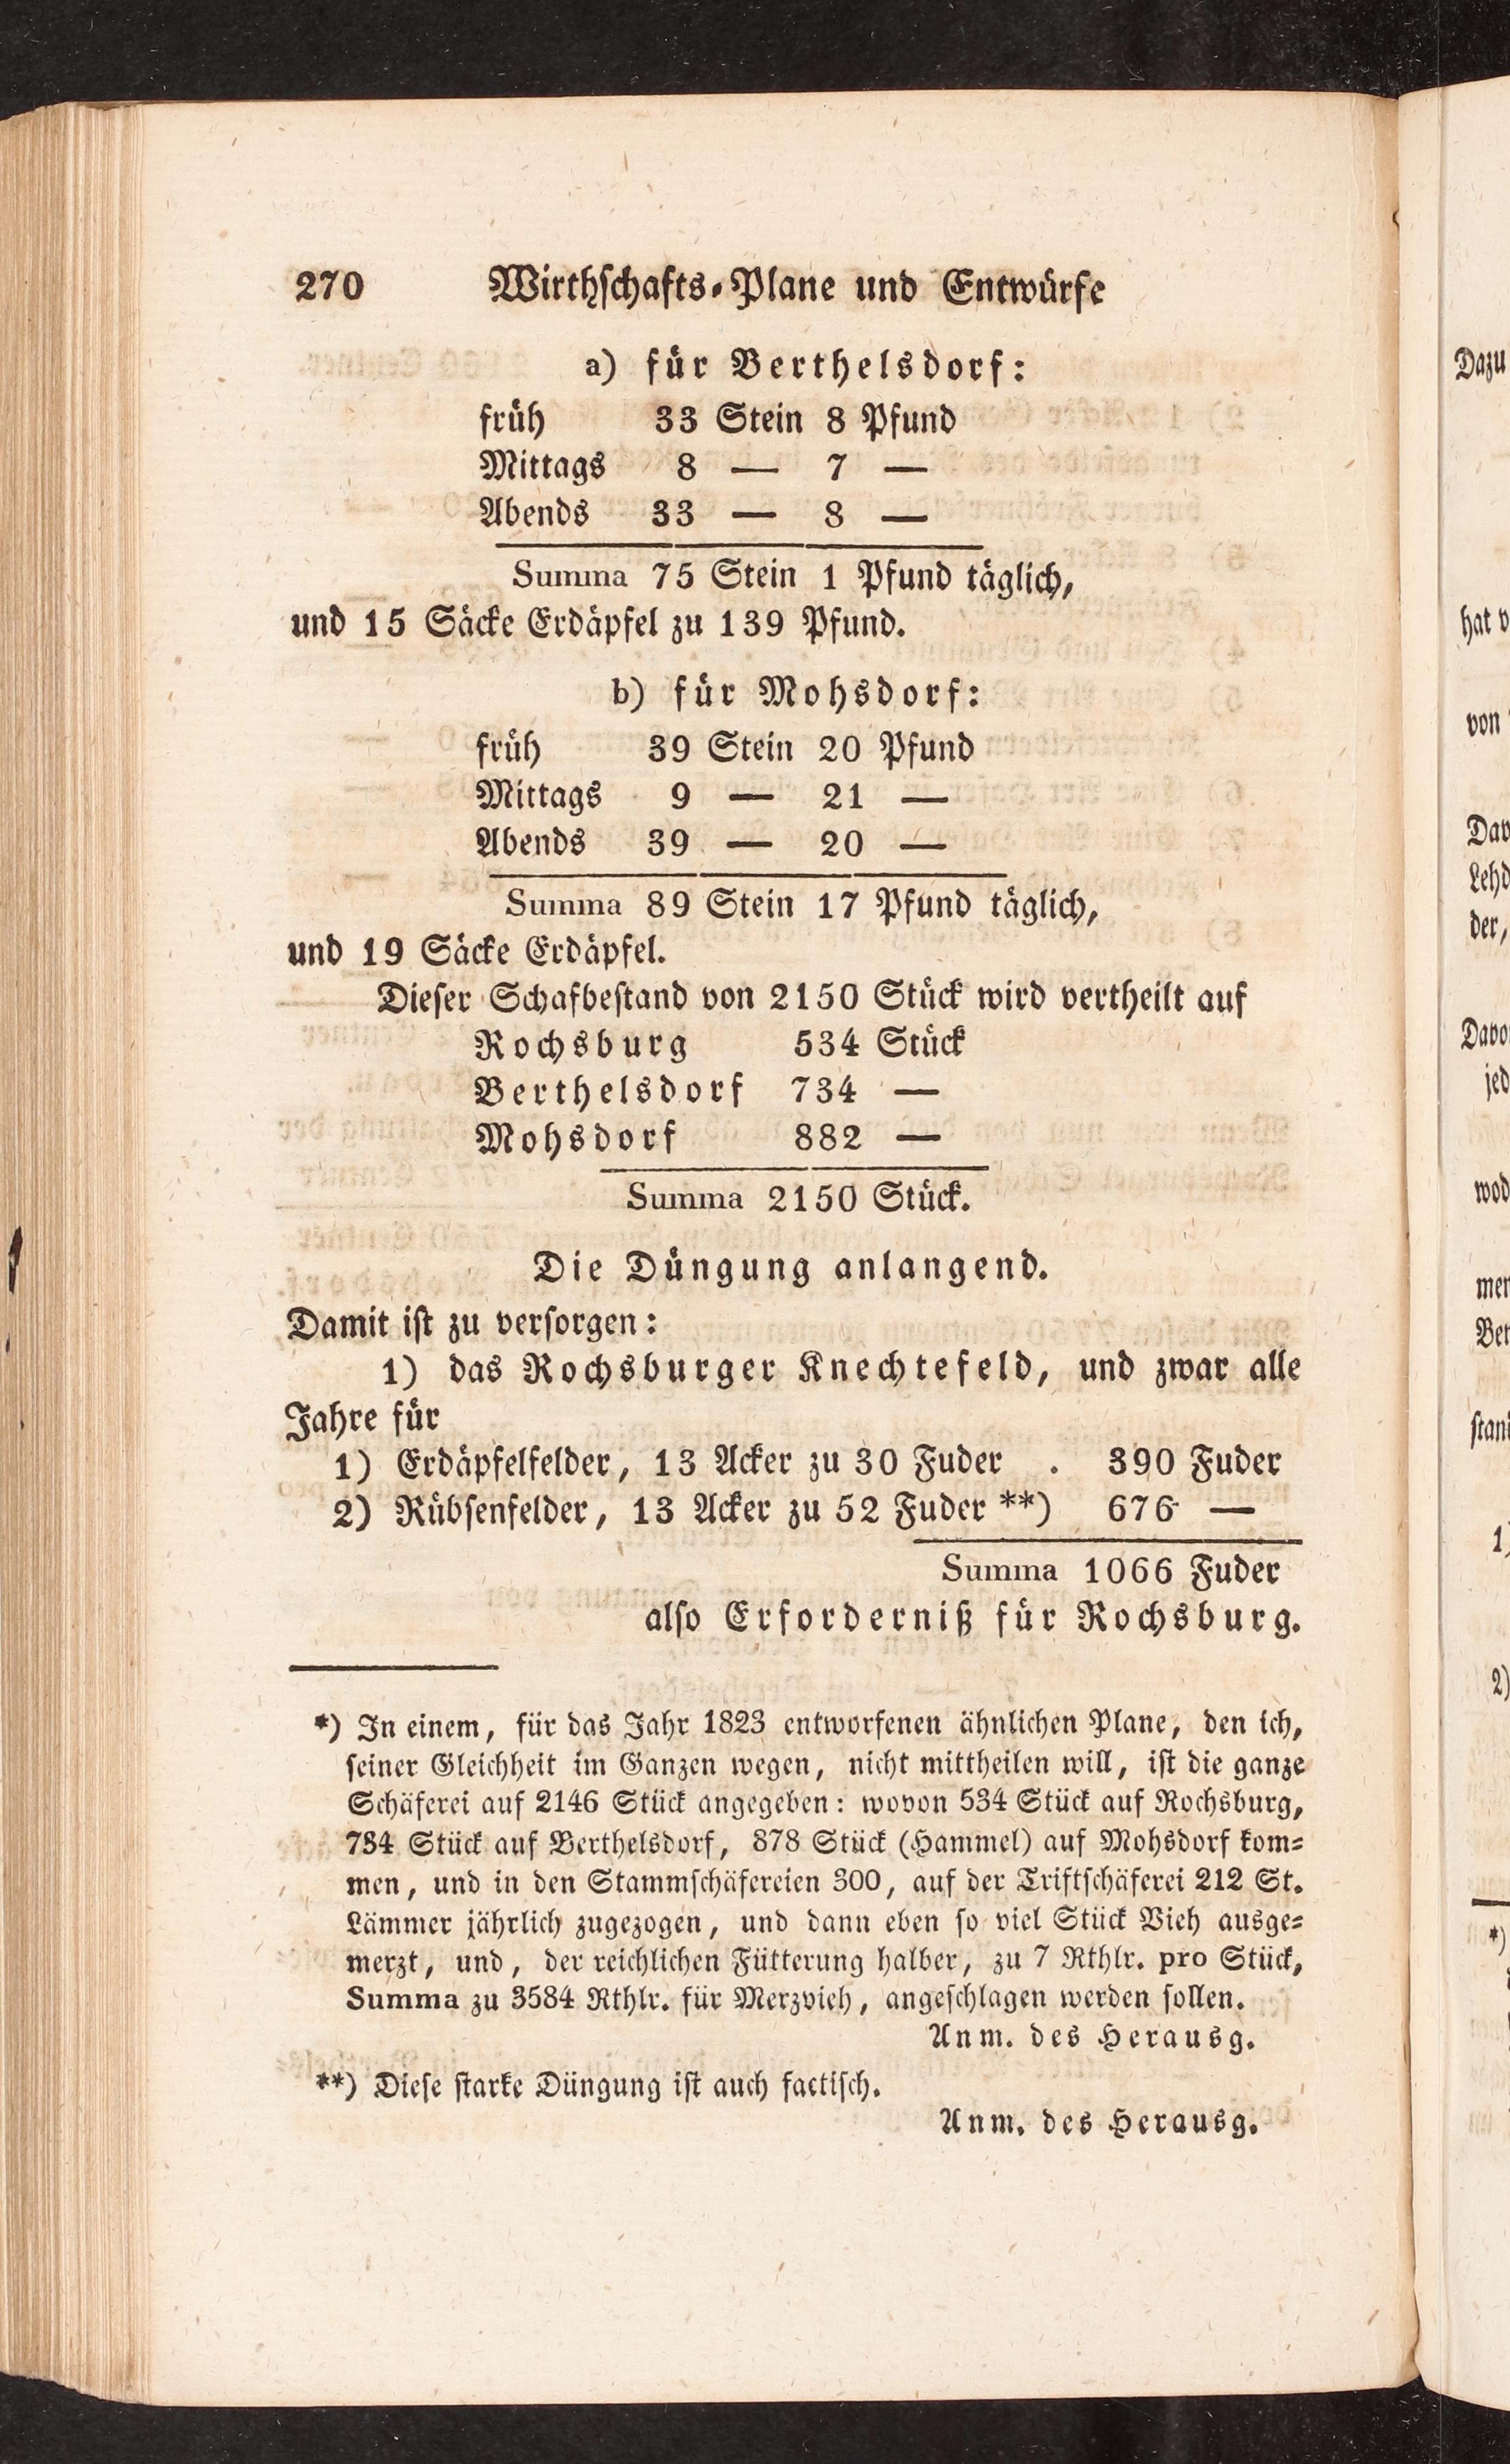 270 Wirthschafts-Plane und Entwürfe
a) für Berthelsdorf:
früh 33 Stein 8 Pfund
Mittags 8 — 7 —
Abends 33 — 8 —
Summa 75 Stein 1 Pfund täglich,
und 15 Säcke Erdäpfel zu 139 Pfund.
b) für Mohsdorf:
früh 39 Stein 20 Pfund
Mittags 9 — 21 —
Abends 39 — 20 —
Summa 89 Stein 17 Pfund täglich,
und 19 Säcke Erdäpfel.
Dieser Schafbestand von 2150 Stück wird vertheilt auf
Rochsburg 534 Stück
Berthelsdorf 734 —
Mohsdorf 882 —
Summa 2150 Stück.
Die Düngung anlangend.
Damit ist zu versorgen:
1) das Rochsburger Knechtefeld, und zwar alle
Jahre für
1) Erdäpfelfelder, 13 Acker zu 30 Fuder . 390 Fuder
2) Rübsenfelder, 13 Acker zu 52 Fuder **) 676 —
Summa 1066 Fuder
also Erforderniß für Rochsburg.
*) In einem, für das Jahr 1823 entworfenen ähnlichen Plane, den ich,
seiner Gleichheit im Ganzen wegen, nicht mittheilen will, ist die ganze
Schäferei auf 2146 Stück angegeben: wovon 534 Stück auf Rochsburg,
734 Stück auf Berthelsdorf, 878 Stück (Hammel) auf Mohsdorf kom-
men, und in den Stammschäfereien 300, auf der Triftschäferei 212 St.
Lämmer jährlich zugezogen, und dann eben so viel Stück Vieh ausge-
merzt, und, der reichlichen Fütterung halber, zu 7 Rthlr. pro Stück,
Summa zu 3584 Rthlr. für Merzvieh, angeschlagen werden sollen.
Anm. des Herausg.
**) Diese starke Düngung ist auch factisch.
Anm. des Herausg.
Dazu
hat
von
der,
jed
1)
2)
*)